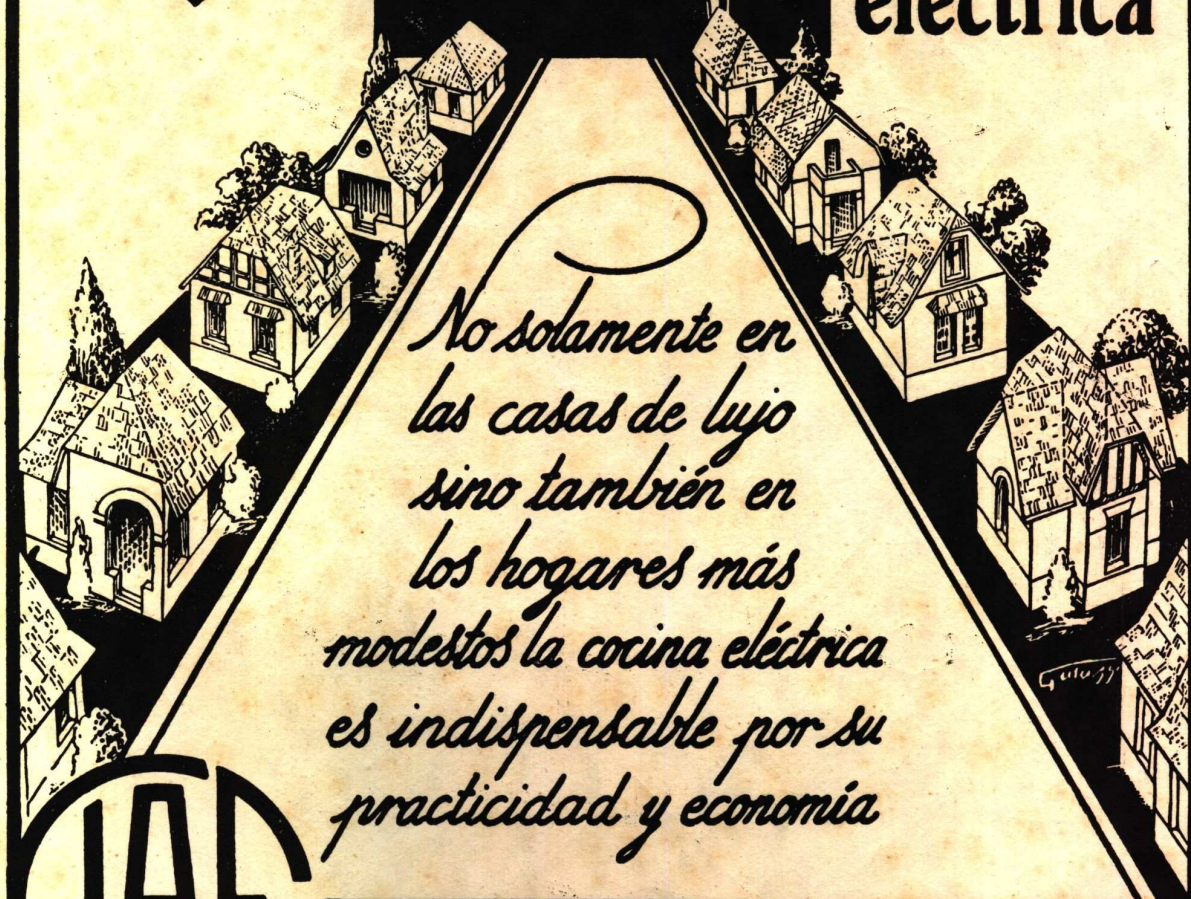 eléctrica
No solamente en
las casas de lujo
sino también en
los hogares más
modestos la cocina eléctrica
es indispensable por su
practicidad y economía